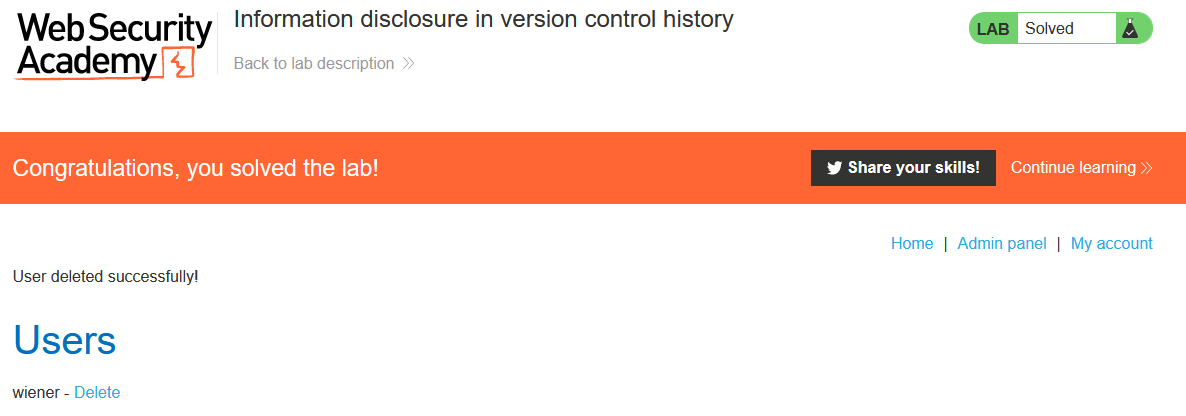 Web Security
Academy
Information disclosure in version control history
Back to lab description
LAB Solved
Congratulations, you solved the lab!
Share your skills!
Continue learning
Home | Admin panel | My account
User deleted successfully!
Users
wiener - Delete